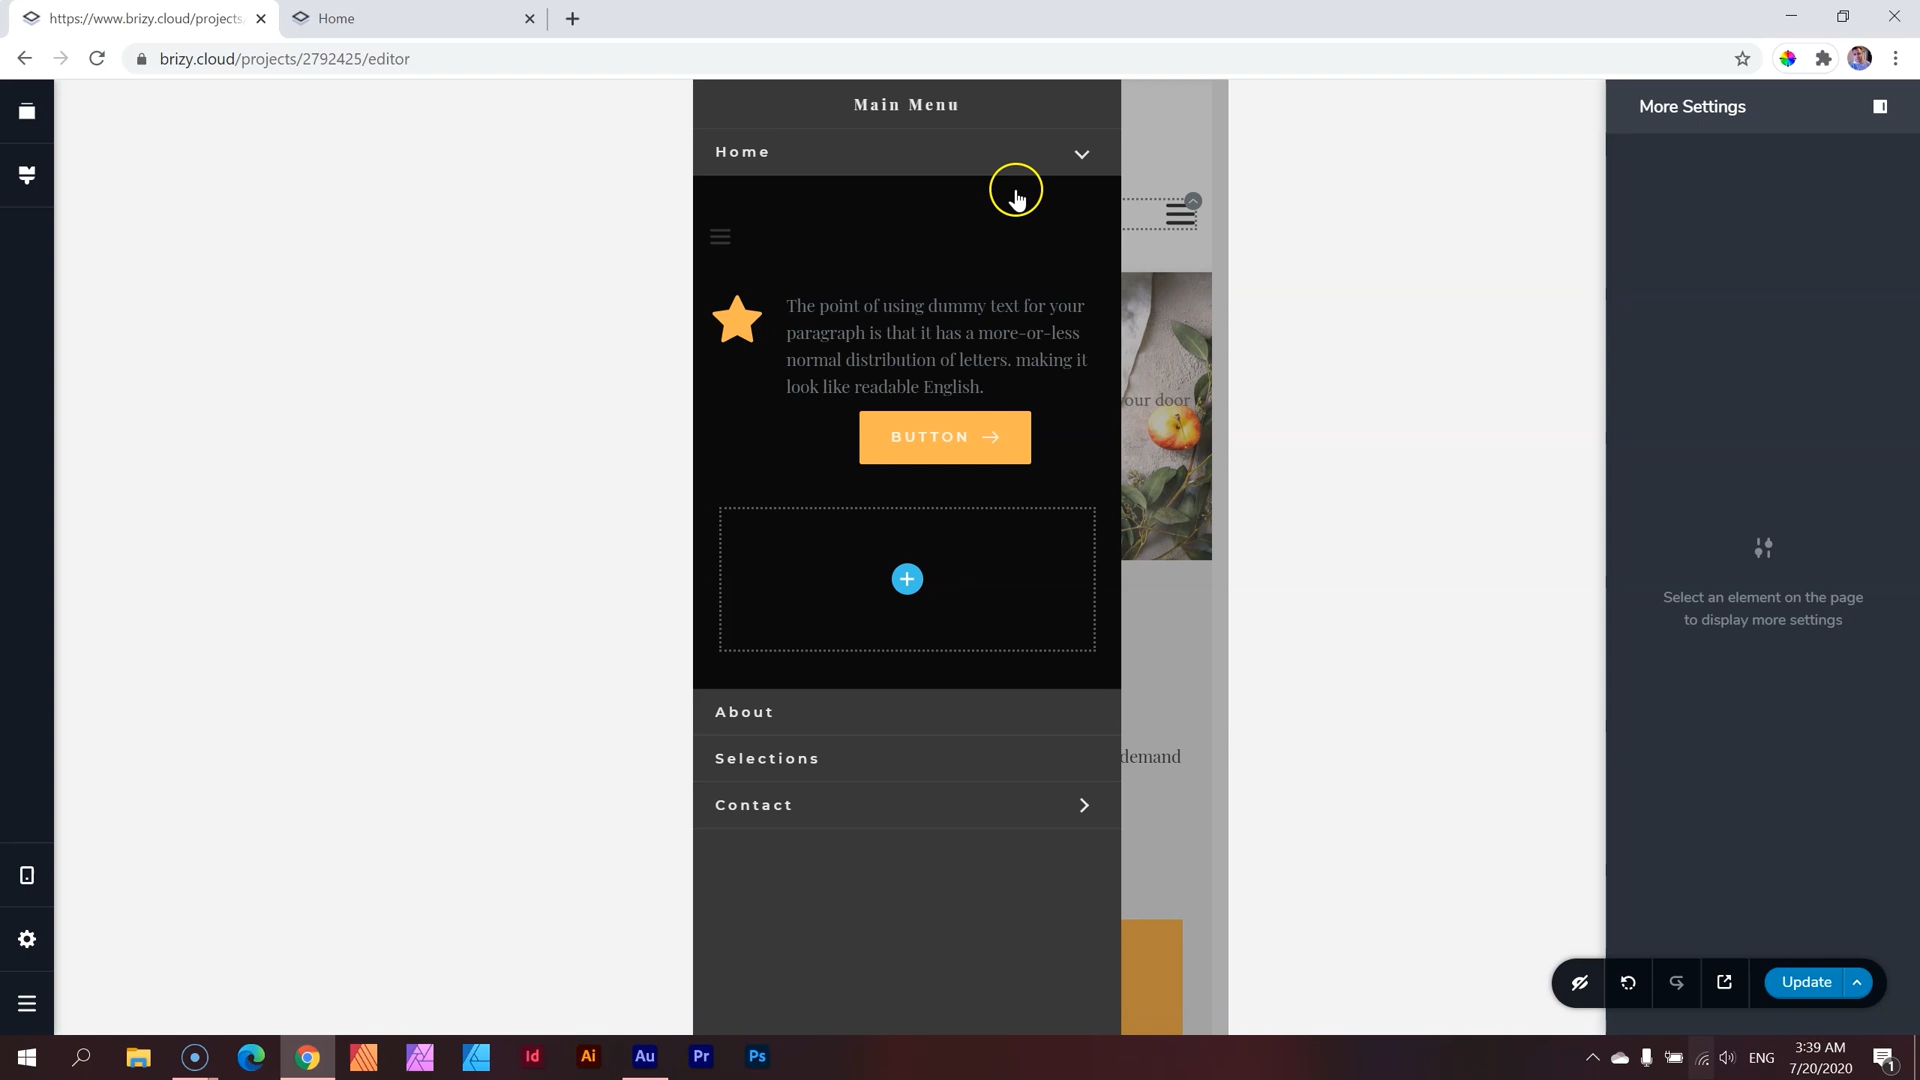 https://www.brizy.cloud/projects
Home
brizy.cloud/projects/2792425/editor
Main Menu
More Settings
Home
The point of using dummy text for your
paragraph is that it has a more-or-less
normal distribution of letters. making it
look like readable English.
your door
BUTTON
Select an element on the page
to display more settings
About
Selections
demand
Contact
Update
Id
Ai
Au
Pr
Ps
ENG
3:39 AM
7/20/2020
1